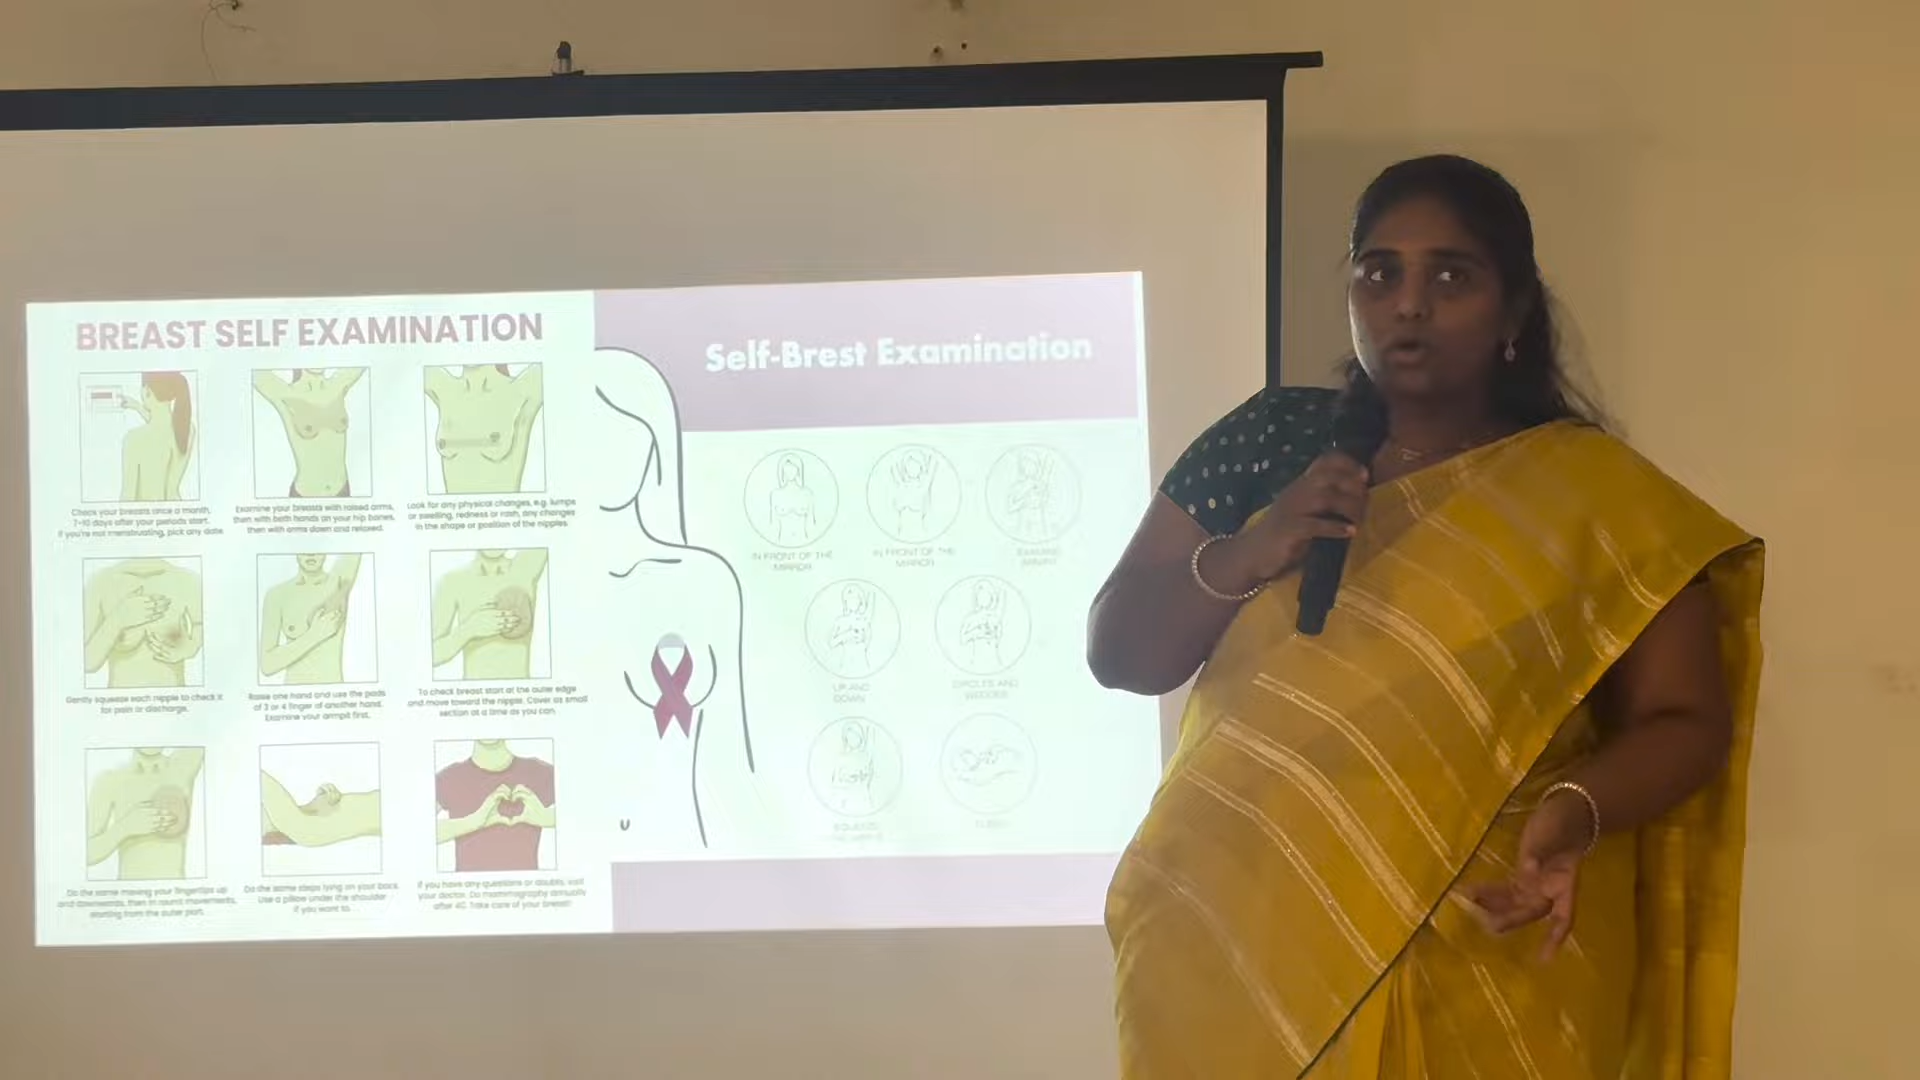 BREAST SELF EXAMINATION
Check your breasts once a month,
7-10 days after your periods start.
If you're not menstruating, pick any date.
Examine your breasts with raised arms,
then with both hands on your hip bones,
then with arms down and relaxed.
Look for any physical changes, e.g. lumps
or swelling, redness or rash, any changes
in the shape or position of the nipples.
Gently squeeze each nipple to check it
for pain or discharge.
Raise one hand and use the pads
of 3 or 4 finger of another hand.
Examine your armpit first.
To check breast start at the outer edge
and move toward the nipple. Cover as small
section at a time as you can.
Do the same moving your fingertips up
and downwards, then in round movements,
starting from the outer part.
Do the same steps lying on your back.
Use a pillow under the shoulder
if you want to.
If you have any questions or doubts, visit
your doctor. Do mammography annually
after 40. Take care of your breast!
Self-Brest Examination
IN FRONT OF THE
MIRROR
IN FRONT OF THE
MIRROR
EXAMINE
UP AND
DOWN
CIRCLES AND
WEDGES